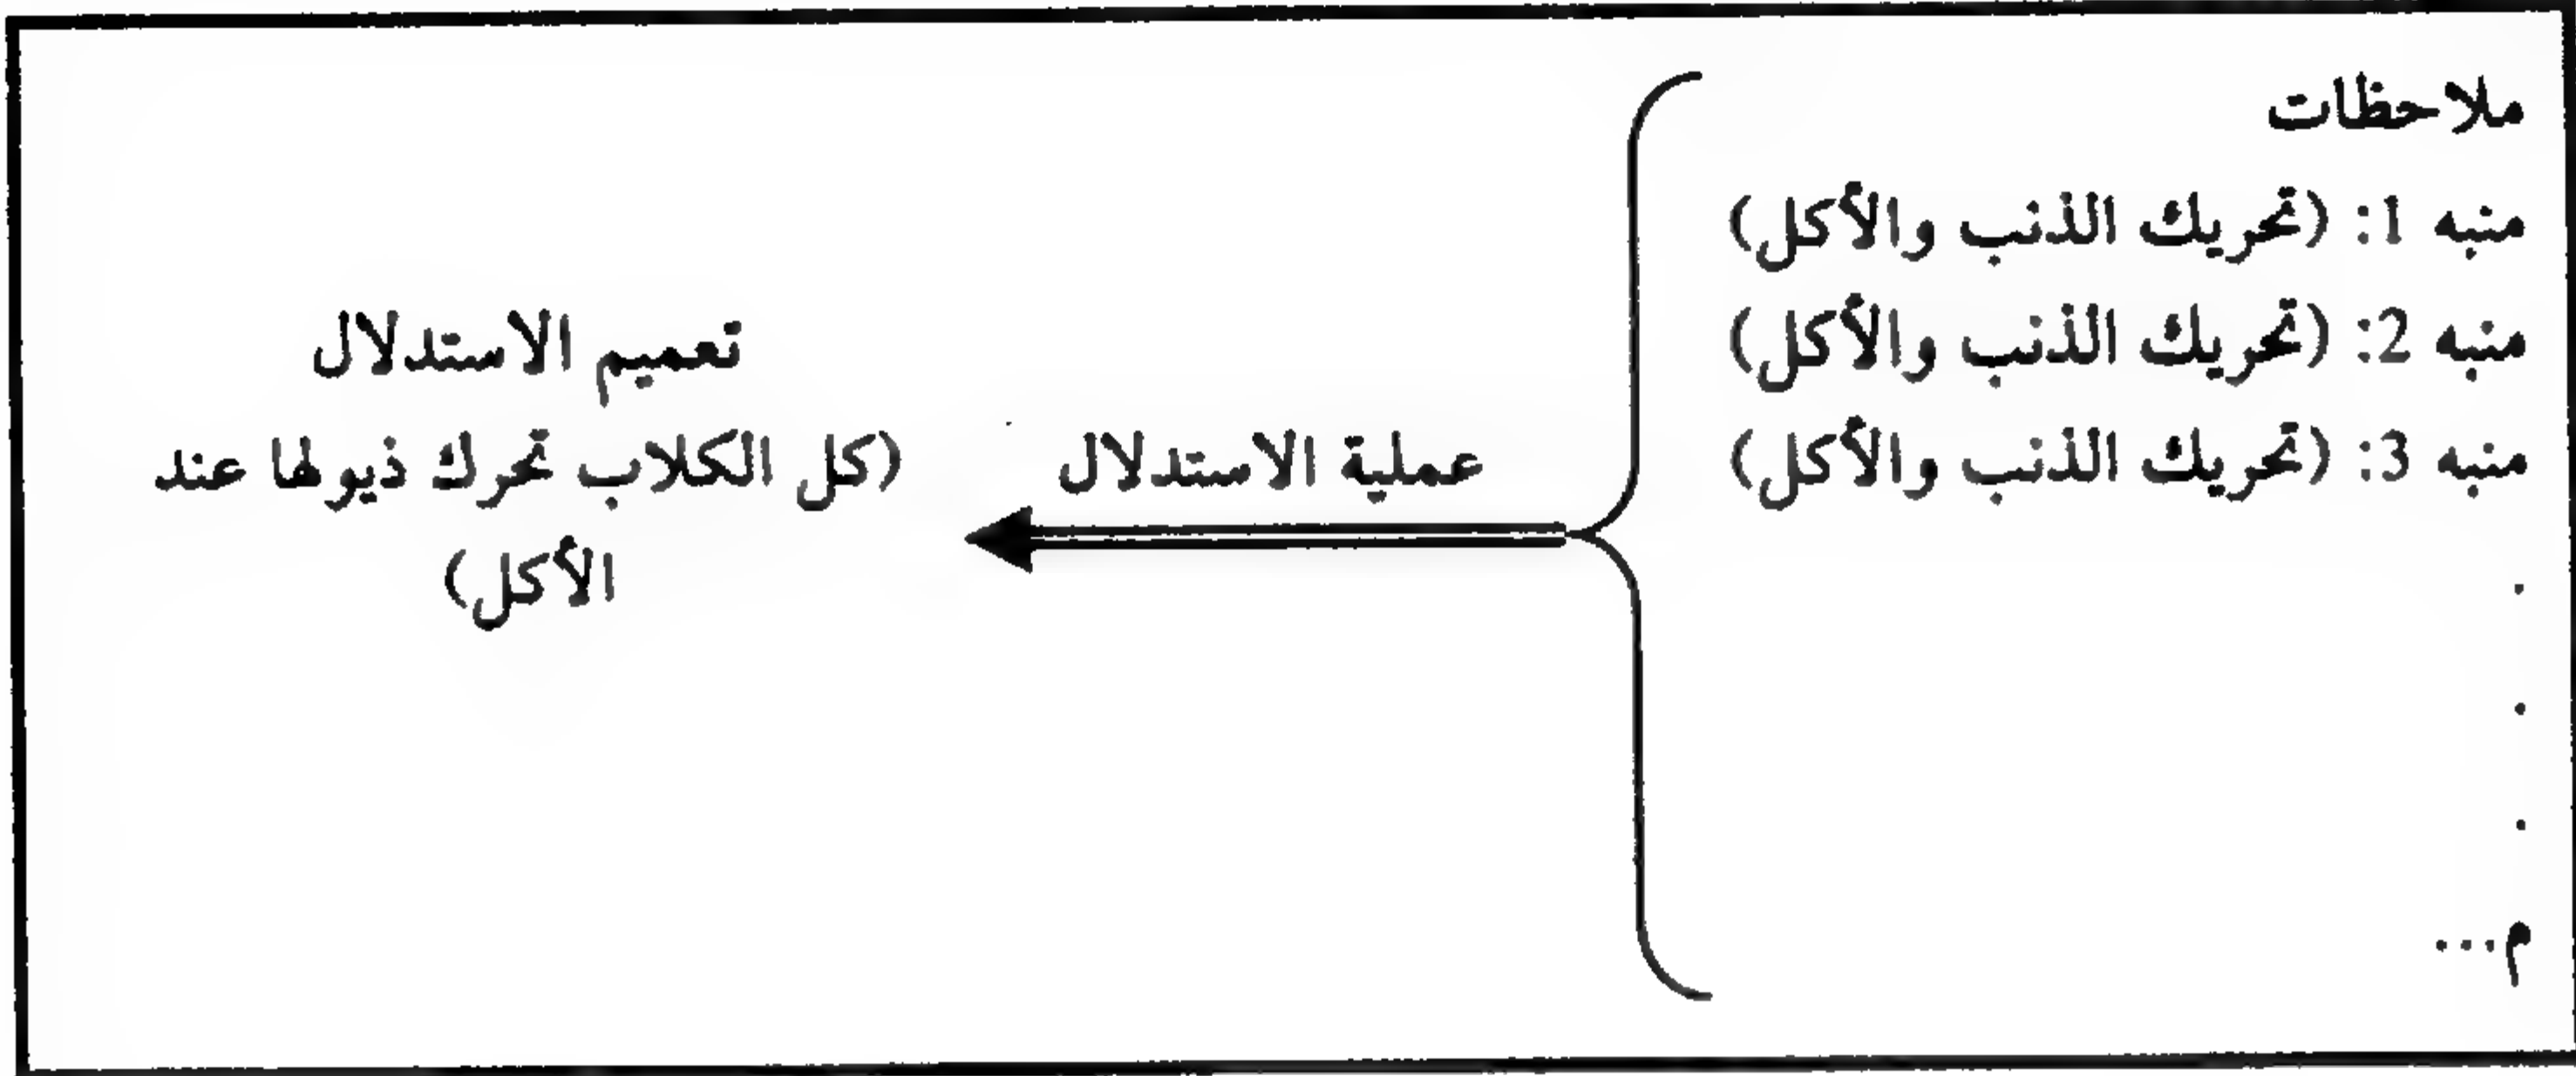 ملاحظات
منبه 1: (تحريك الذنب والأكل)
منبه 2: (تحريك الذنب والأكل)
منبه 3: (تحريك الذنب والأكل)
.
.
.
م...
عملية الاستدلال
تعميم الاستدلال
(كل الكلاب تحرك ذيولها عند
الأكل)